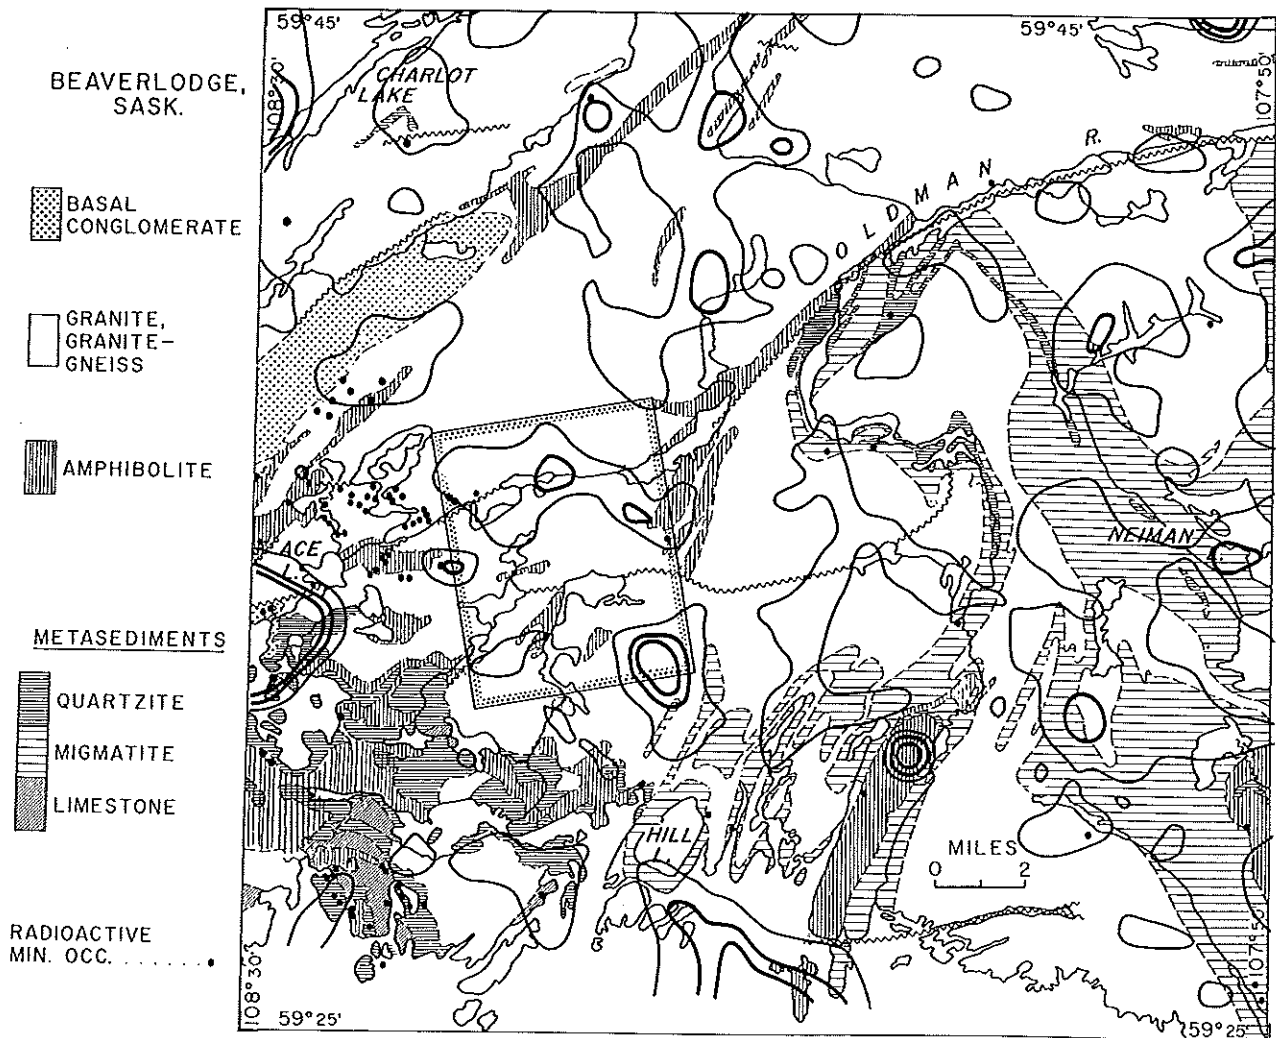 BEAVERLODGE,
SASK.
BASAL
CONGLOMERATE
GRANITE,
GRANITE-
GNEISS
AMPHIBOLITE
METASEDIMENTS
QUARTZITE
MIGMATITE
LIMESTONE
RADIOACTIVE
MIN. OCC. . . . . . . .
59°45'
59°45'
108°30'
107°50'
CHARLOT
LAKE
OLDMAN R.
ACE
NEIMAN
HILL
MILES
0 2
108°30'
59°25'
59°25'
107°50'